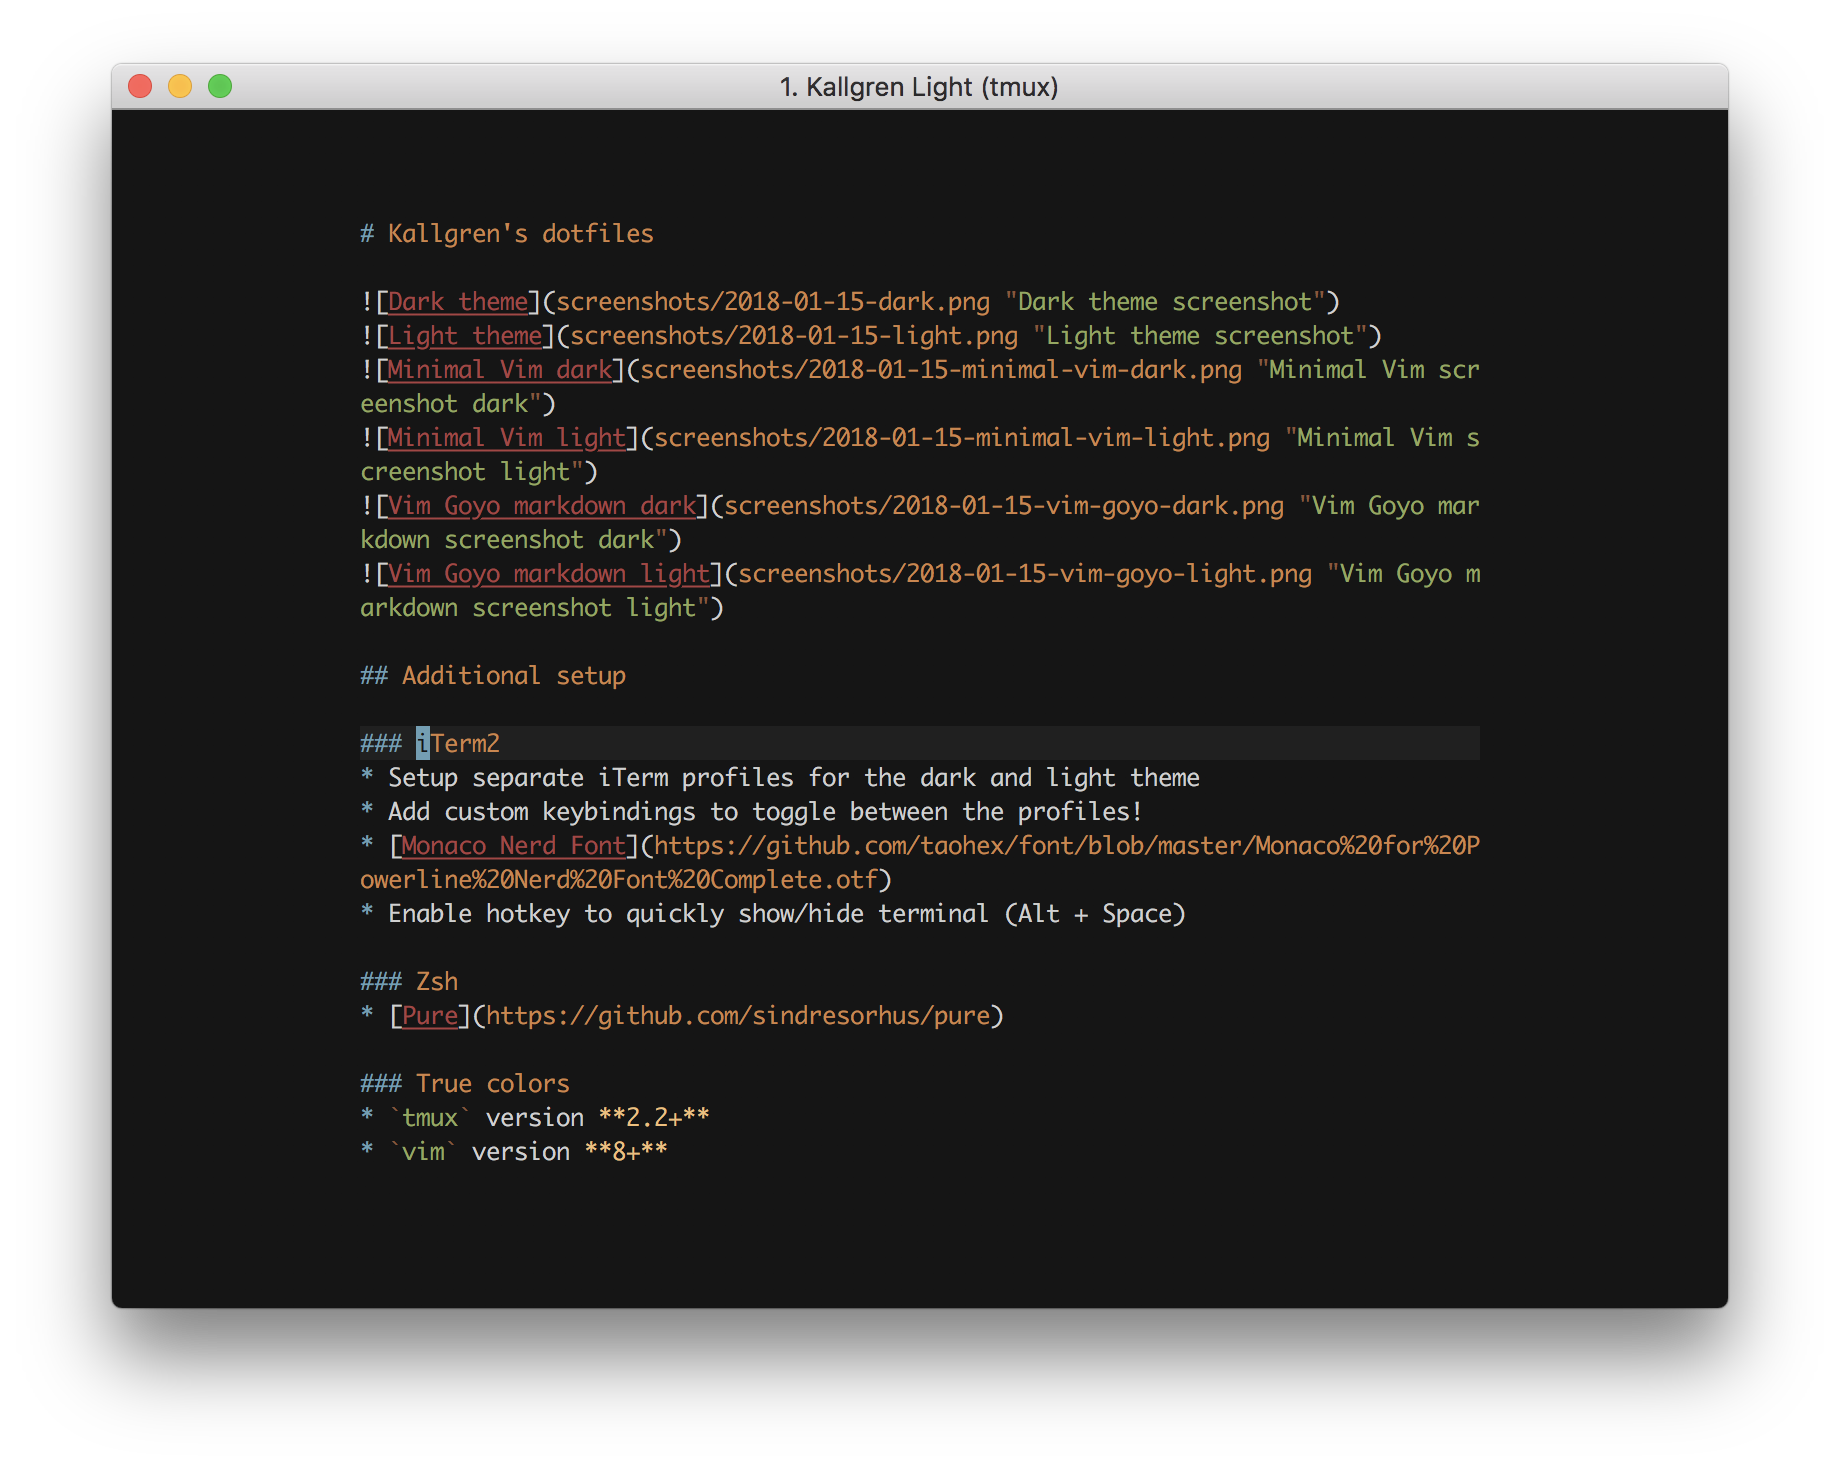 1. Kallgren Light (tmux)
# Kallgren's dotfiles
![Dark theme](screenshots/2018-01-15-dark.png "Dark theme screenshot")
![Light theme](screenshots/2018-01-15-light.png "Light theme screenshot")
![Minimal Vim dark](screenshots/2018-01-15-minimal-vim-dark.png "Minimal Vim scr
eenshot dark")
![Minimal Vim light](screenshots/2018-01-15-minimal-vim-light.png "Minimal Vim s
creenshot light")
![Vim Goyo markdown dark](screenshots/2018-01-15-vim-goyo-dark.png "Vim Goyo mar
kdown screenshot dark")
![Vim Goyo markdown light](screenshots/2018-01-15-vim-goyo-light.png "Vim Goyo m
arkdown screenshot light")
## Additional setup
### iTerm2
* Setup separate iTerm profiles for the dark and light theme
* Add custom keybindings to toggle between the profiles!
* [Monaco Nerd Font](https://github.com/taohex/font/blob/master/Monaco%20for%20P
owerline%20Nerd%20Font%20Complete.otf)
* Enable hotkey to quickly show/hide terminal (Alt + Space)
### Zsh
* [Pure](https://github.com/sindresorhus/pure)
### True colors
* `tmux` version **2.2+**
* `vim` version **8+**